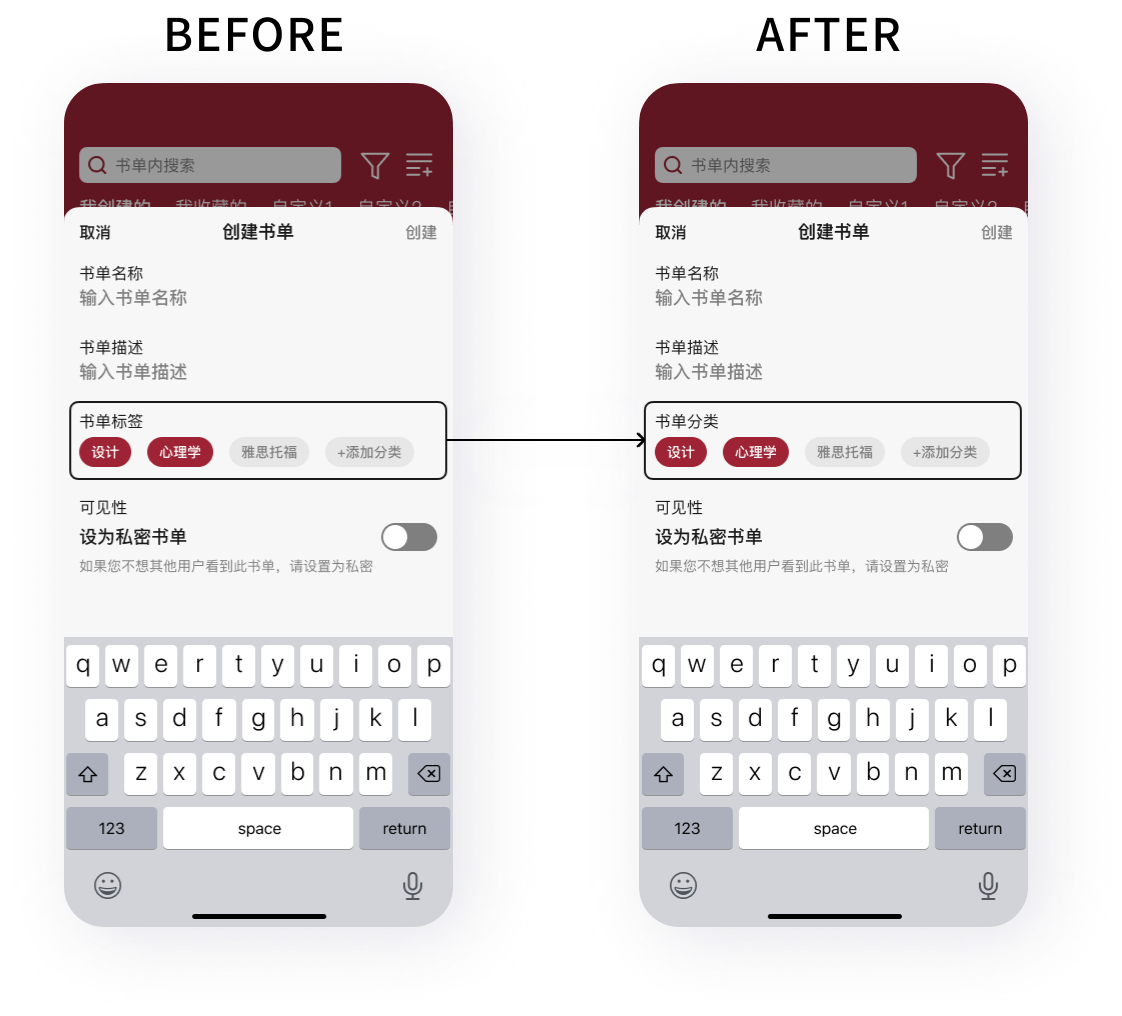 BEFORE
书单内搜索
我创建的 我收藏的 自定义1 自定义2
取消 创建书单 创建
书单名称
输入书单名称
书单描述
输入书单描述
书单标签
设计 心理学 雅思托福 +添加分类
可见性
设为私密书单
如果您不想其他用户看到此书单，请设置为私密
q w e r t y u i o p
a s d f g h j k l
z x c v b n m
123 space return
AFTER
书单内搜索
我创建的 我收藏的 自定义1 自定义2
取消 创建书单 创建
书单名称
输入书单名称
书单描述
输入书单描述
书单分类
设计 心理学 雅思托福 +添加分类
可见性
设为私密书单
如果您不想其他用户看到此书单，请设置为私密
q w e r t y u i o p
a s d f g h j k l
z x c v b n m
123 space return